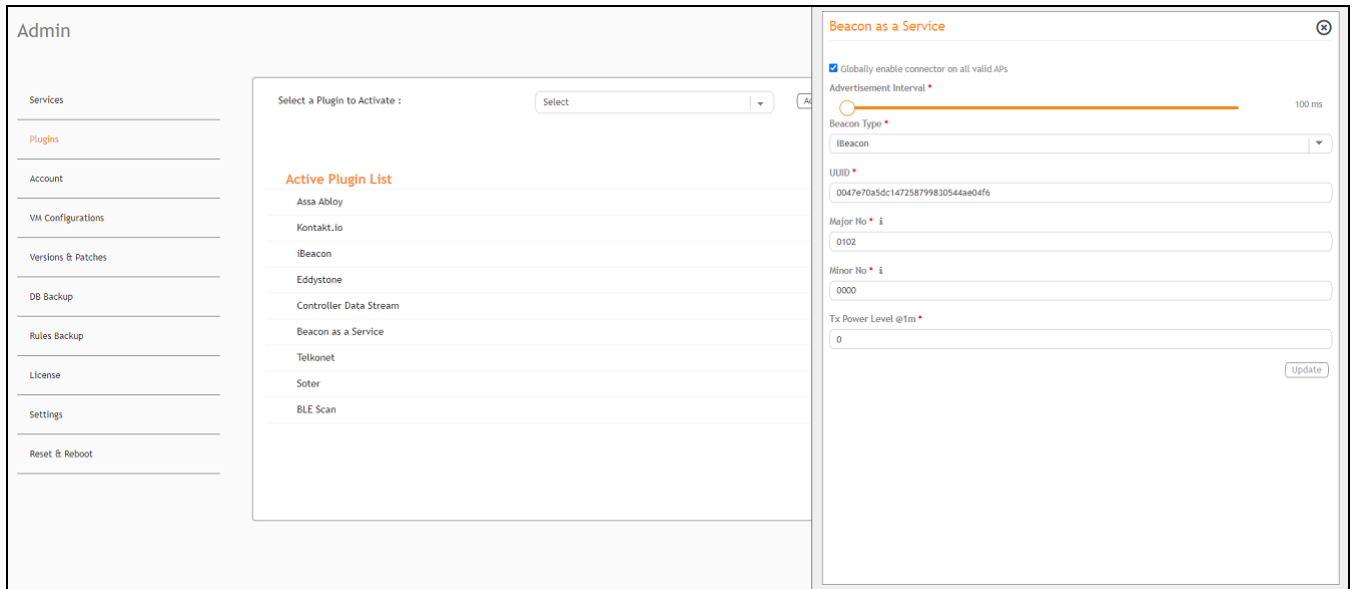 Admin
Services
Plugins
Account
VM Configurations
Versions & Patches
DB Backup
Rules Backup
License
Settings
Reset & Reboot
Select a Plugin to Activate :
Select
Active Plugin List
Assa Abloy
Kontakt.io
iBeacon
Eddystone
Controller Data Stream
Beacon as a Service
Telkonet
Soter
BLE Scan
Beacon as a Service
Globally enable connector on all valid APs
Advertisement Interval *
100 ms
Beacon Type *
iBeacon
UUID *
0047e70a5dc147258799830544ae04f6
Major No * i
0102
Minor No * i
0000
Tx Power Level @1m *
0
Update